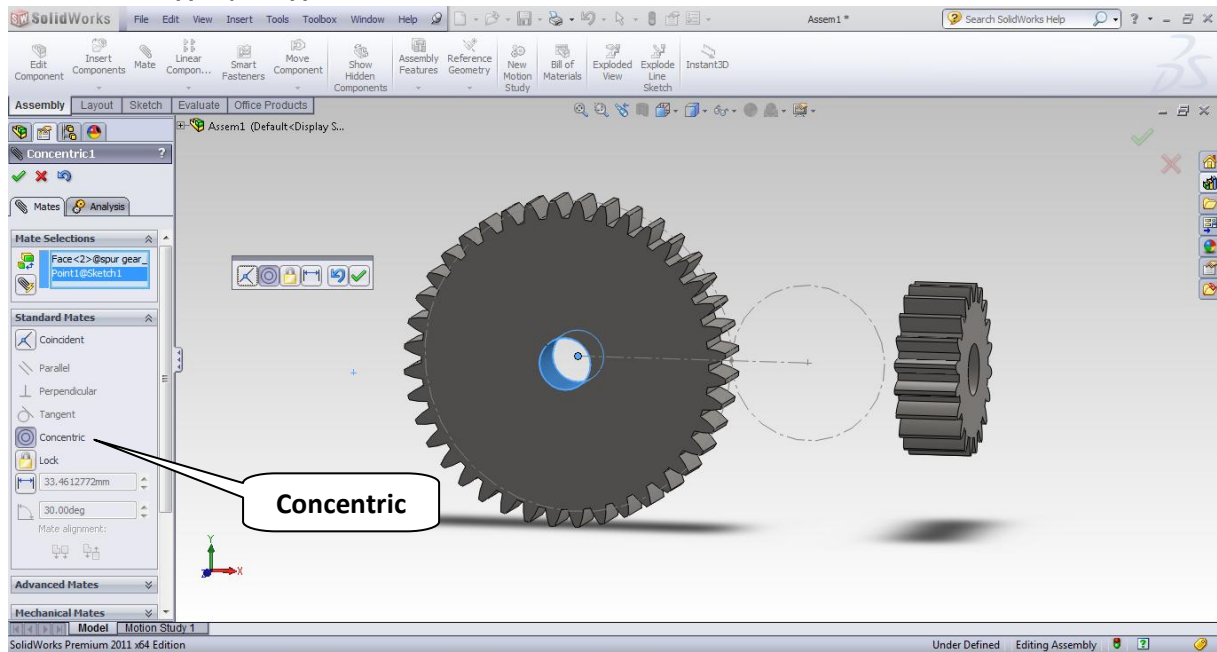 SolidWorks File Edit View Insert Tools Toolbox Window Help Assem1 * Search SolidWorks Help ?
Edit Component
Insert Components
Mate
Linear Compon...
Smart Fasteners
Move Component
Show Hidden Components
Assembly Features
Reference Geometry
New Motion Study
Bill of Materials
Exploded View
Explode Line Sketch
Instant3D
Assembly Layout Sketch Evaluate Office Products
Assem1 (Default<Display S...
Concentric1 ?
Mates Analysis
Mate Selections
Face<2>@spur gear_
Point1@Sketch1
Standard Mates
Coincident
Parallel
Perpendicular
Tangent
Concentric
Lock
33.4612772mm
30.00deg
Mate alignment:
Advanced Mates
Mechanical Mates
Concentric
Y
X
Z
Model Motion Study 1
SolidWorks Premium 2011 x64 Edition Under Defined Editing Assembly